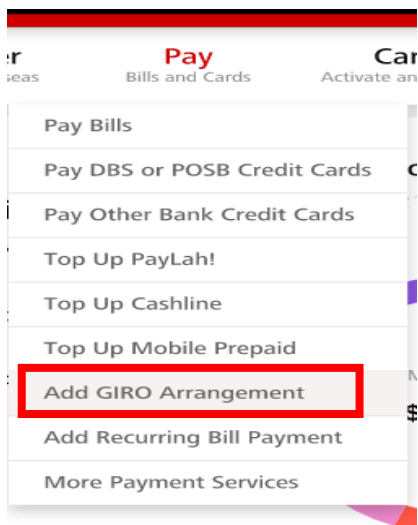 Pay
Bills and Cards
Activate
Pay Bills
Pay DBS or POSB Credit Cards
Pay Other Bank Credit Cards
Top Up PayLah!
Top Up Cashline
Top Up Mobile Prepaid
Add GIRO Arrangement
$
Add Recurring Bill Payment
More Payment Services